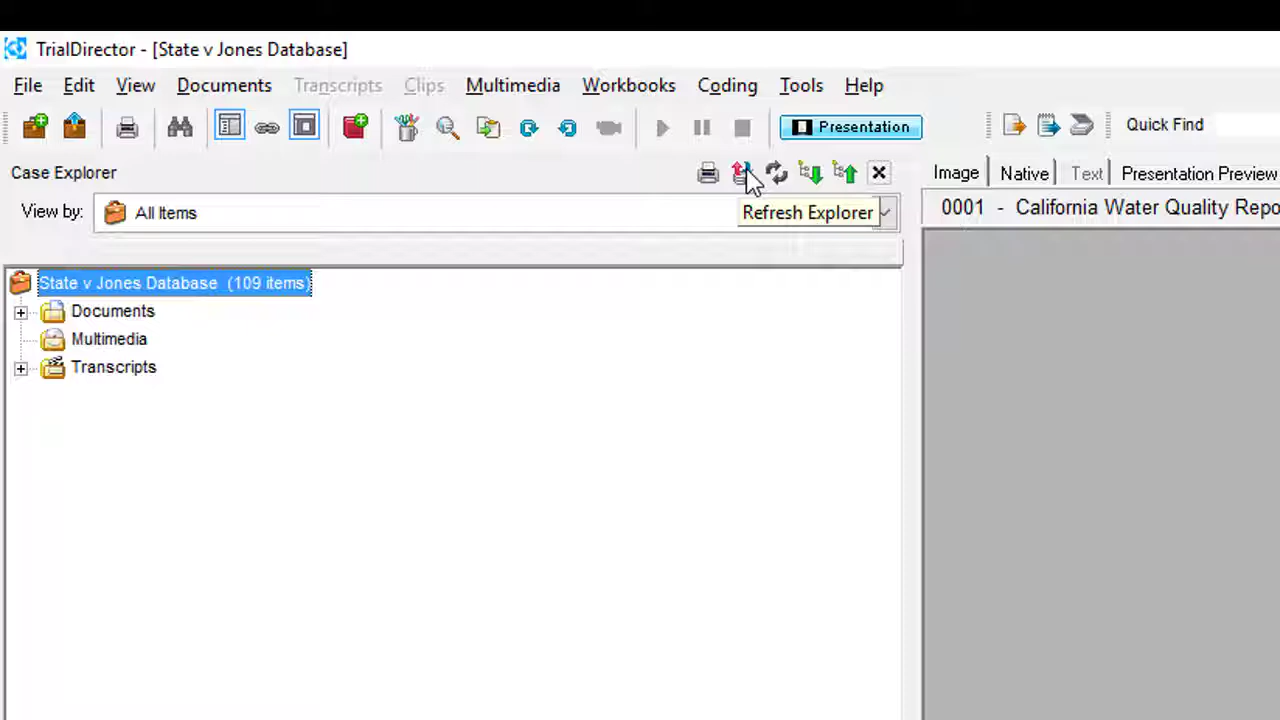 TrialDirector - [State v Jones Database]
File Edit View Documents Transcripts Clips Multimedia Workbooks Coding Tools Help
Presentation Quick Find
Case Explorer
Image Native Text Presentation Preview
View by: All Items
Refresh Explorer
0001 - California Water Quality Repo
State v Jones Database (109 items)
Documents
Multimedia
Transcripts